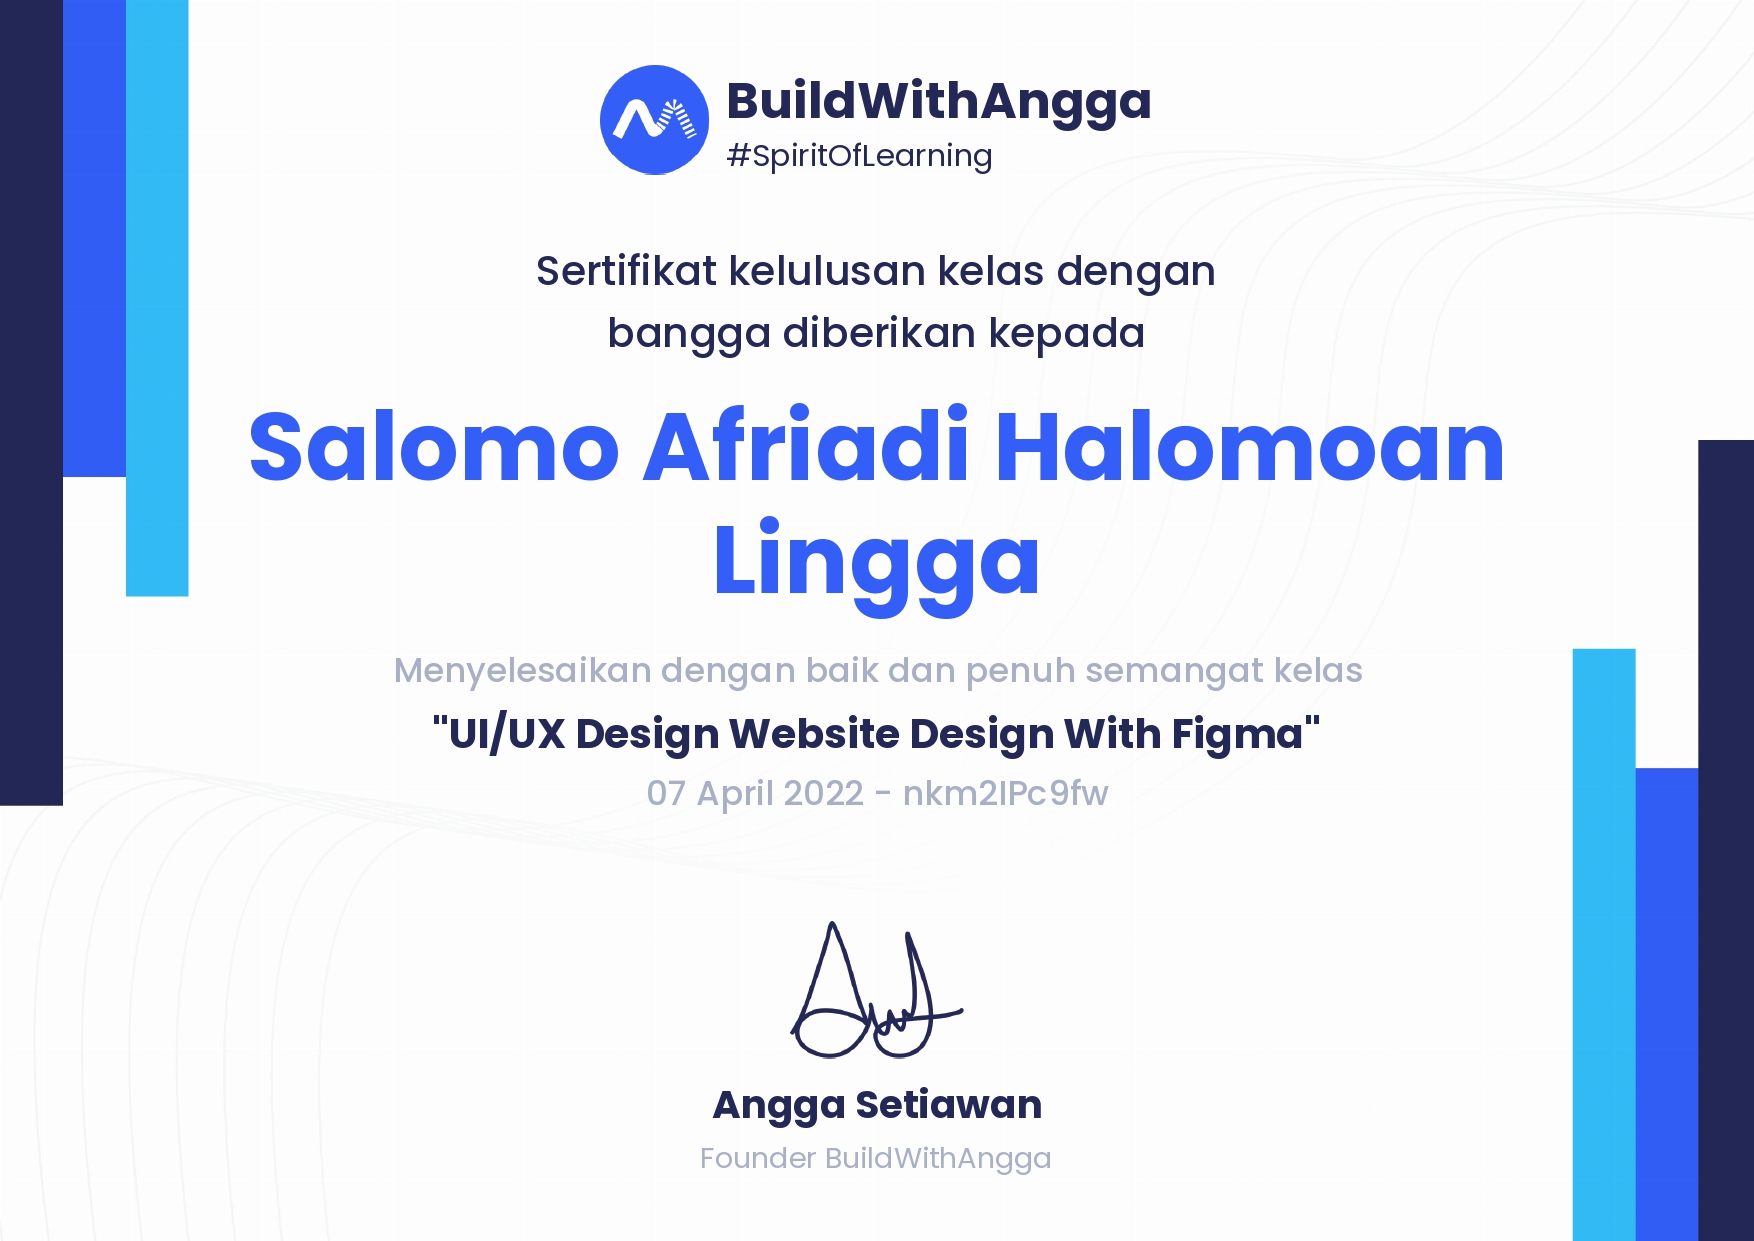 BuildWithAngga
#SpiritOfLearning
Sertifikat kelulusan kelas dengan
bangga diberikan kepada
Salomo Afriadi Halomoan
Lingga
Menyelesaikan dengan baik dan penuh semangat kelas
"UI/UX Design Website Design With Figma"
07 April 2022 - nkm2IPc9fw
Angga Setiawan
Founder BuildWithAngga